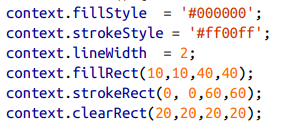 context.fillStyle  = '#000000';
context.strokeStyle = '#ff00ff';
context.lineWidth  = 2;
context.fillRect(10,10,40,40);
context.strokeRect(0, 0,60,60);
context.clearRect(20,20,20,20);